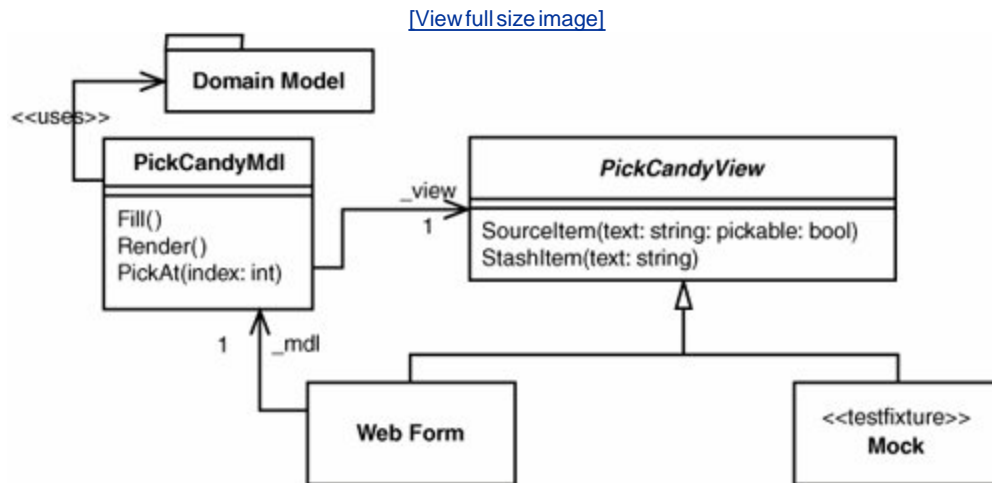 [View full size image]
Domain Model
<<uses>>
PickCandyMdl
Fill()
Render()
PickAt(index: int)
_view
1
PickCandyView
SourceItem(text: string: pickable: bool)
StashItem(text: string)
1
_mdl
Web Form
<<testfixture>>
Mock